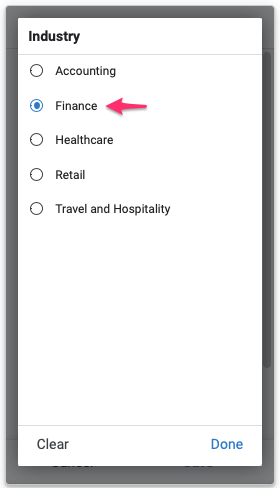 Industry
Accounting
Finance
Healthcare
Retail
Travel and Hospitality
Clear
Done